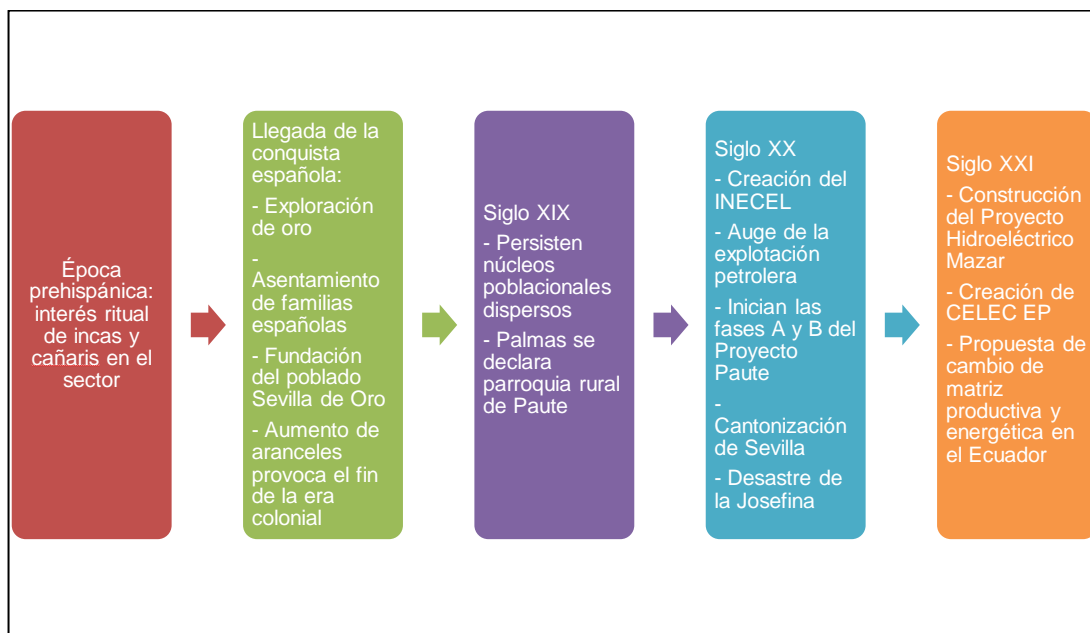 Época
prehispánica:
interés ritual
de incas y
cañaris en el
sector
Llegada de la
conquista
española:
- Exploración
de oro
-
Asentamiento
de familias
españolas
- Fundación
del poblado
Sevilla de Oro
- Aumento de
aranceles
provoca el fin
de la era
colonial
Siglo XIX
- Persisten
núcleos
poblacionales
dispersos
- Palmas se
declara
parroquia rural
de Paute
Siglo XX
- Creación del
INECEL
- Auge de la
explotación
petrolera
- Inician las
fases A y B del
Proyecto
Paute
-
Cantonización
de Sevilla
- Desastre de
la Josefina
Siglo XXI
- Construcción
del Proyecto
Hidroeléctrico
Mazar
- Creación de
CELEC EP
- Propuesta de
cambio de
matriz
productiva y
energética en
el Ecuador